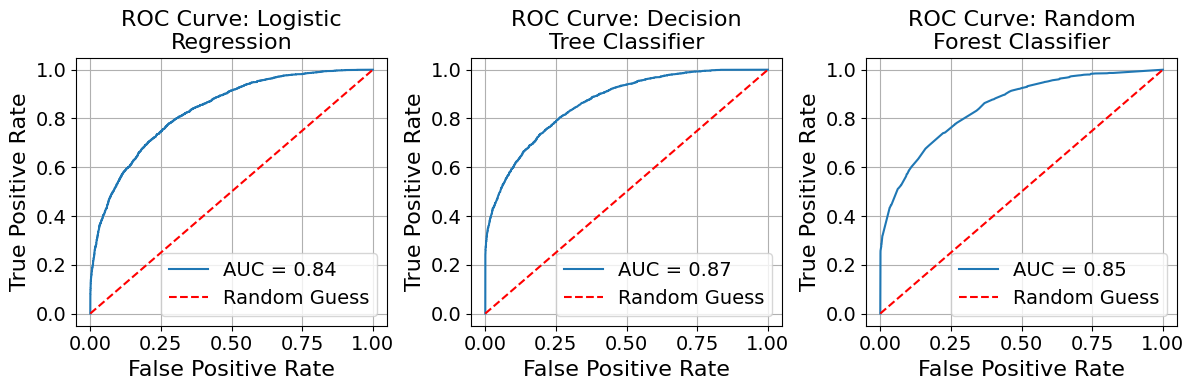 ROC Curve: Logistic
Regression
True Positive Rate
1.0
0.8
0.6
0.4
0.2
0.0
AUC = 0.84
Random Guess
0.00 0.25 0.50 0.75 1.00
False Positive Rate
ROC Curve: Decision
Tree Classifier
True Positive Rate
1.0
0.8
0.6
0.4
0.2
0.0
AUC = 0.87
Random Guess
0.00 0.25 0.50 0.75 1.00
False Positive Rate
ROC Curve: Random
Forest Classifier
True Positive Rate
1.0
0.8
0.6
0.4
0.2
0.0
AUC = 0.85
Random Guess
0.00 0.25 0.50 0.75 1.00
False Positive Rate